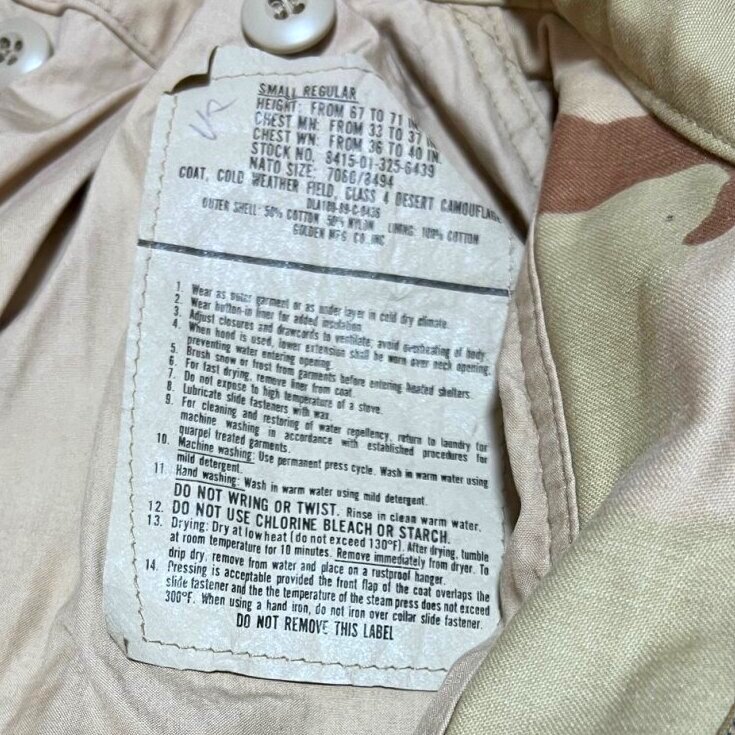 SMALL REGULAR
HEIGHT: FROM 67 TO 71 IN
CHEST MN: FROM 33 TO 37 IN
CHEST WN: FROM 36 TO 40 IN.
STOCK NO. 8415-01-325-6439
NATO SIZE: 7066/8494
COAT, COLD WEATHER FIELD, CLASS 4 DESERT CAMOUFLAGE
OUTER SHELL: 50% COTTON 50% NYLON LINING: 100% COTTON
GOLDEN MFG CO. INC
1. Wear as outer garment or as under layer in cold dry climate.
2. Wear button-in liner for added insulation.
3. Adjust closures and drawcords to ventilate; avoid overheating of body.
4. When hood is used, lower extension shall be worn over neck opening,
preventing water entering opening.
5. Brush snow or frost from garments before entering heated shelters.
6. For fast drying, remove liner from coat.
7. Do not expose to high temperature of a stove.
8. Lubricate slide fasteners with wax.
9. For cleaning and restoring of water repellency, return to laundry for
machine washing in accordance with established procedures for
quarpel treated garments.
10. Machine washing: Use permanent press cycle. Wash in warm water using
mild detergent.
11. Hand washing: Wash in warm water using mild detergent.
DO NOT WRING OR TWIST. Rinse in clean warm water.
12. DO NOT USE CHLORINE BLEACH OR STARCH.
13. Drying: Dry at low heat (do not exceed 130°F). After drying, tumble
at room temperature for 10 minutes. Remove immediately from dryer. To
drip dry, remove from water and place on a rustproof hanger.
14. Pressing is acceptable provided the front flap of the coat overlaps the
slide fastener and the the temperature of the steam press does not exceed
300°F. When using a hand iron, do not iron over collar slide fastener.
DO NOT REMOVE THIS LABEL